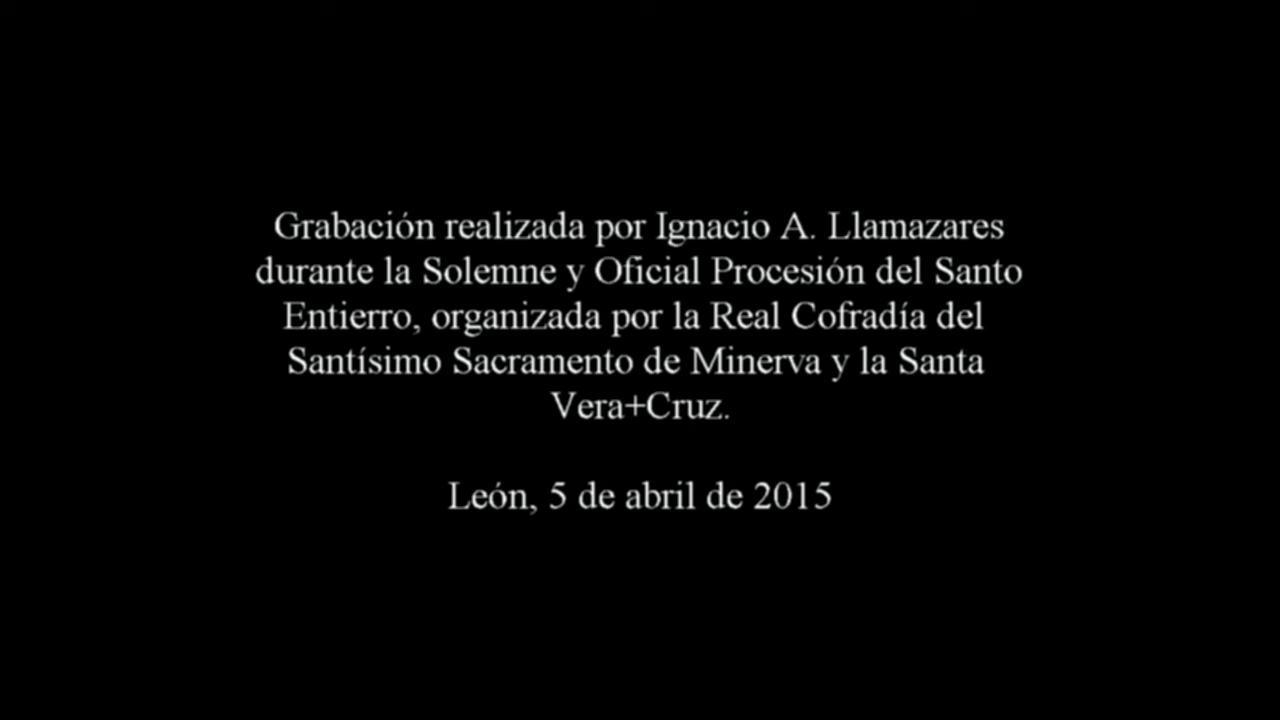 Grabación realizada por Ignacio A. Llamazares
durante la Solemne y Oficial Procesión del Santo
Entierro, organizada por la Real Cofradía del
Santísimo Sacramento de Minerva y la Santa
Vera+Cruz.
León, 5 de abril de 2015